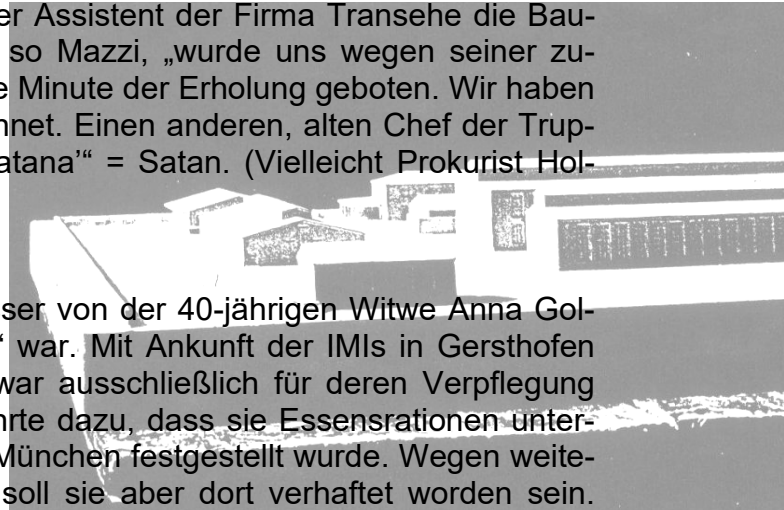 er Assistent der Firma Transehe die Bau-
so Mazzi, „wurde uns wegen seiner zu-
e Minute der Erholung geboten. Wir haben
nnet. Einen anderen, alten Chef der Trup-
atana’“ = Satan. (Vielleicht Prokurist Hol-
ser von der 40-jährigen Witwe Anna Gol-
“ war. Mit Ankunft der IMIs in Gersthofen
war ausschließlich für deren Verpflegung
hrte dazu, dass sie Essensrationen unter-
München festgestellt wurde. Wegen weite-
soll sie aber dort verhaftet worden sein.